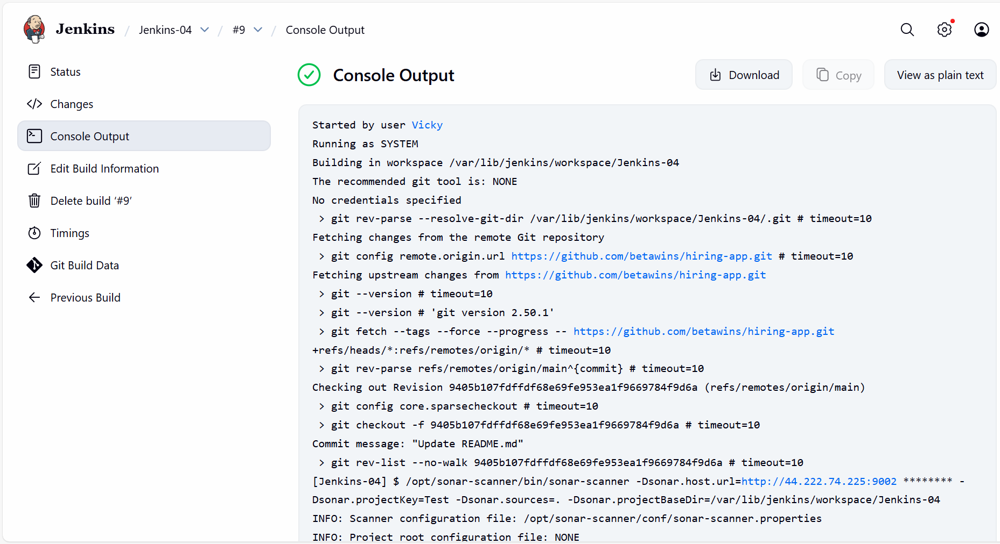 Jenkins / Jenkins-04 / #9 / Console Output
Status
Changes
Console Output
Edit Build Information
Delete build ‘#9’
Timings
Git Build Data
Previous Build
Console Output
Download
Copy
View as plain text
Started by user Vicky
Running as SYSTEM
Building in workspace /var/lib/jenkins/workspace/Jenkins-04
The recommended git tool is: NONE
No credentials specified
 > git rev-parse --resolve-git-dir /var/lib/jenkins/workspace/Jenkins-04/.git # timeout=10
Fetching changes from the remote Git repository
 > git config remote.origin.url https://github.com/betawins/hiring-app.git # timeout=10
Fetching upstream changes from https://github.com/betawins/hiring-app.git
 > git --version # timeout=10
 > git --version # 'git version 2.50.1'
 > git fetch --tags --force --progress -- https://github.com/betawins/hiring-app.git
+refs/heads/*:refs/remotes/origin/* # timeout=10
 > git rev-parse refs/remotes/origin/main^{commit} # timeout=10
Checking out Revision 9405b107fdffdf68e69fe953ea1f9669784f9d6a (refs/remotes/origin/main)
 > git config core.sparsecheckout # timeout=10
 > git checkout -f 9405b107fdffdf68e69fe953ea1f9669784f9d6a # timeout=10
Commit message: "Update README.md"
 > git rev-list --no-walk 9405b107fdffdf68e69fe953ea1f9669784f9d6a # timeout=10
[Jenkins-04] $ /opt/sonar-scanner/bin/sonar-scanner -Dsonar.host.url=http://44.222.74.225:9002 ******** -
Dsonar.projectKey=Test -Dsonar.sources=. -Dsonar.projectBaseDir=/var/lib/jenkins/workspace/Jenkins-04
INFO: Scanner configuration file: /opt/sonar-scanner/conf/sonar-scanner.properties
INFO: Project root configuration file: NONE